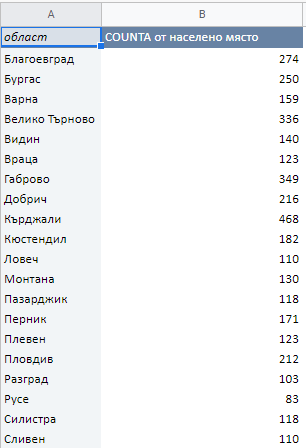 A B
област COUNTA от населено място
Благоевград 274
Бургас 250
Варна 159
Велико Търново 336
Видин 140
Враца 123
Габрово 349
Добрич 216
Кърджали 468
Кюстендил 182
Ловеч 110
Монтана 130
Пазарджик 118
Перник 171
Плевен 123
Пловдив 212
Разград 103
Русе 83
Силистра 118
Сливен 110